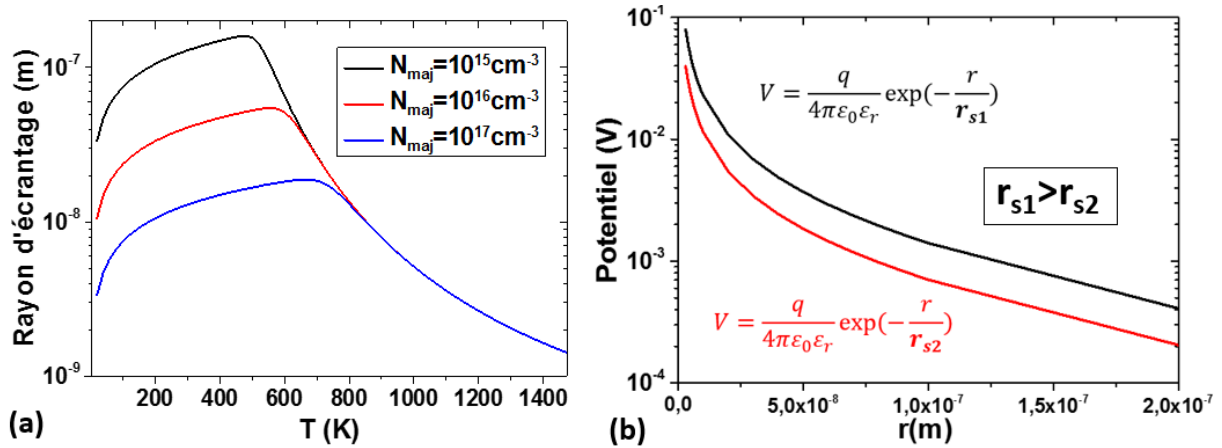 Rayon d'écrantage (m)
10⁻⁷
10⁻⁸
10⁻⁹
N_maj=10¹⁵cm⁻³
N_maj=10¹⁶cm⁻³
N_maj=10¹⁷cm⁻³
200 400 600 800 1000 1200 1400
T (K)
(a)
Potentiel (V)
10⁻¹
10⁻²
10⁻³
10⁻⁴
V = q / 4πε₀εᵣ exp(− r / r_s1)
r_s1>r_s2
V = q / 4πε₀εᵣ exp(− r / r_s2)
0,0 5,0x10⁻⁸ 1,0x10⁻⁷ 1,5x10⁻⁷ 2,0x10⁻⁷
r(m)
(b)